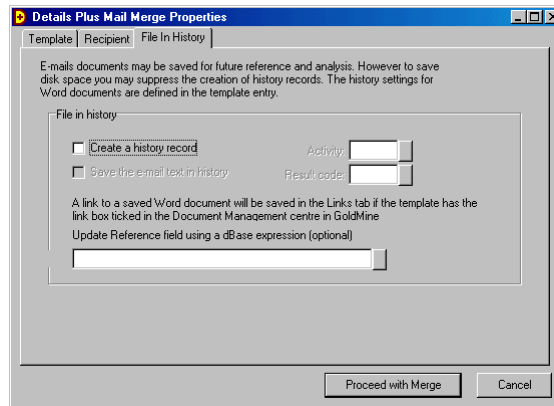 Details Plus Mail Merge Properties
Template Recipient File In History
E-mails documents may be saved for future reference and analysis. However to save
disk space you may suppress the creation of history records. The history settings for
Word documents are defined in the template entry.
File in history
Create a history record Activity:
Save the e-mail text in history Result code:
A link to a saved Word document will be saved in the Links tab if the template has the
link box ticked in the Document Management centre in GoldMine
Update Reference field using a dBase expression (optional)
Proceed with Merge Cancel